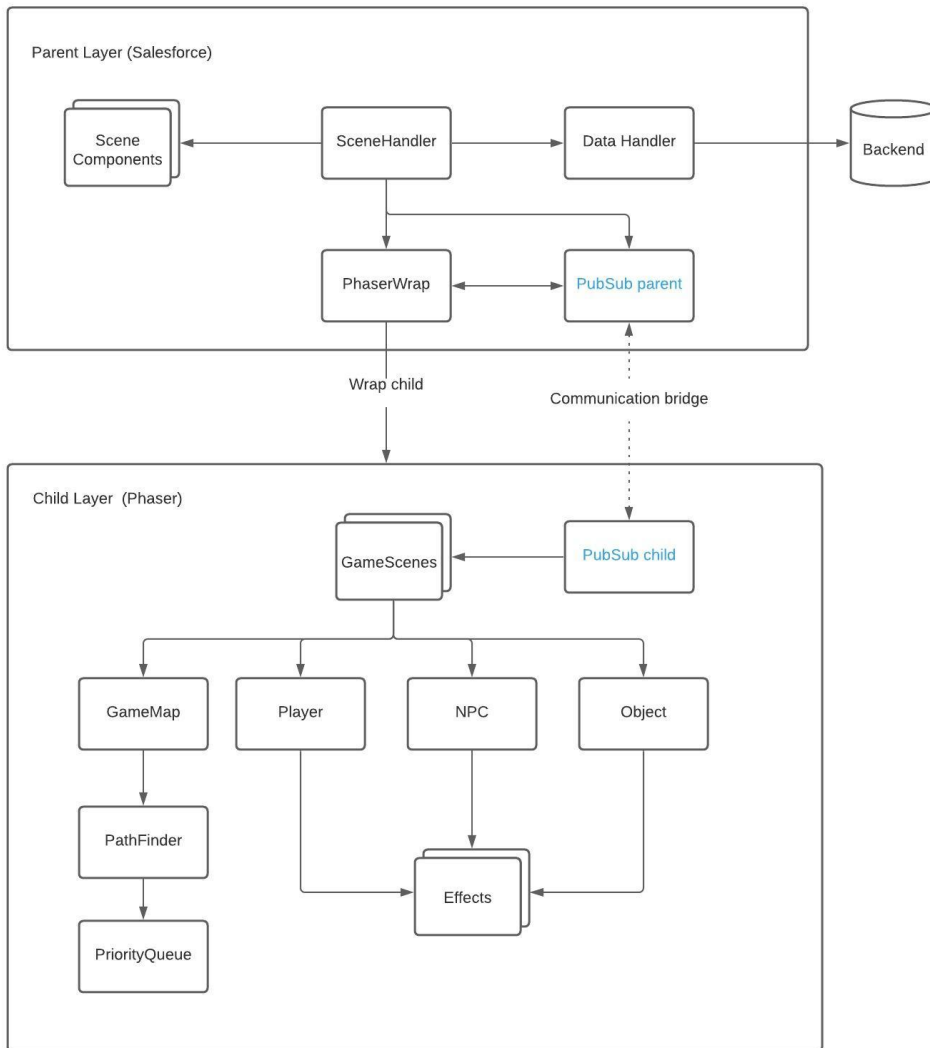 Parent Layer (Salesforce)
Scene
Components
SceneHandler
Data Handler
Backend
PhaserWrap
PubSub parent
Wrap child
Communication bridge
Child Layer (Phaser)
GameScenes
PubSub child
GameMap
Player
NPC
Object
PathFinder
Effects
PriorityQueue